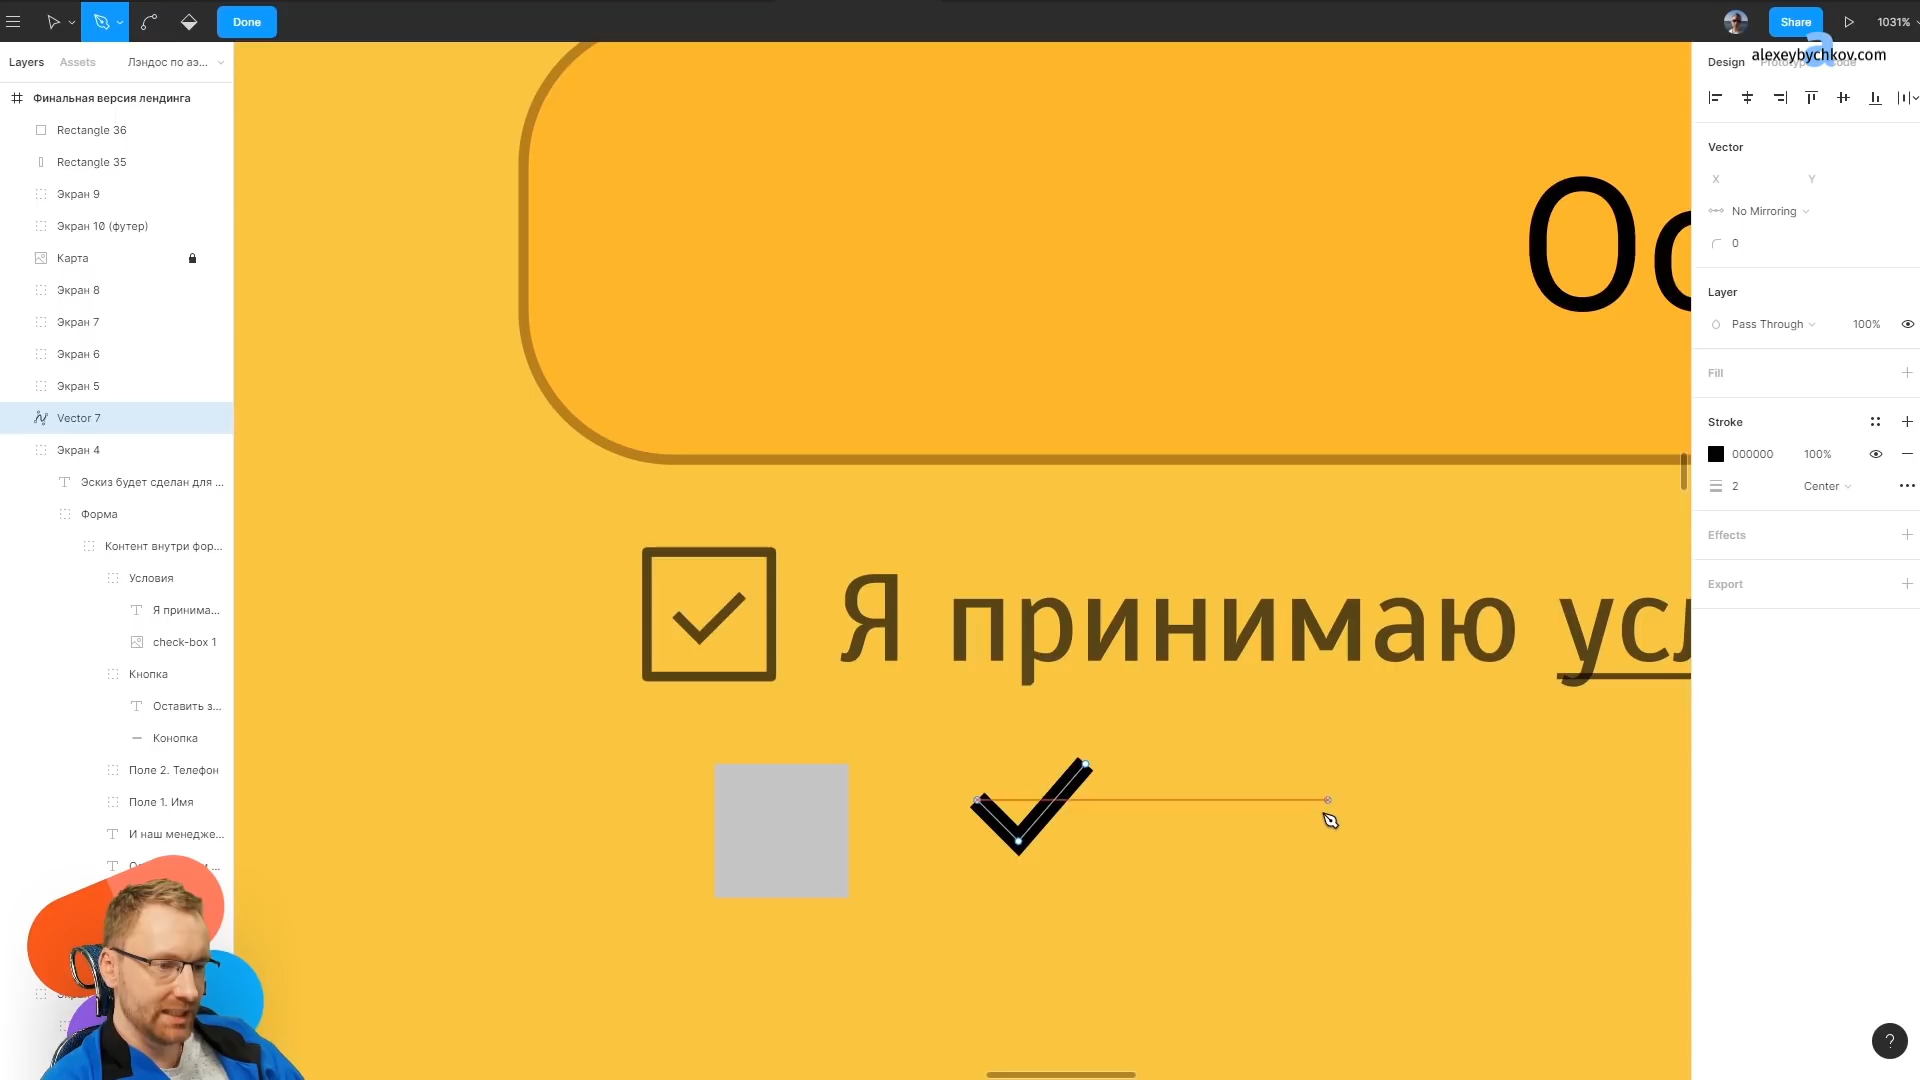 Done
Share
1031%
Layers
Assets
Лэндос по аэ...
alexeybychkov.com
Design
Финальная версия лендинга
Rectangle 36
Vector
Rectangle 35
X
Y
Экран 9
No Mirroring
Экран 10 (футер)
0
Карта
Экран 8
Layer
Экран 7
Pass Through
100%
Экран 6
Экран 5
Fill
Vector 7
Stroke
Экран 4
000000
100%
Эскиз будет сделан для ...
2
Center
Форма
Effects
Контент внутри фор...
Условия
Export
Я принима...
check-box 1
Кнопка
Оставить з...
Конопка
Поле 2. Телефон
Поле 1. Имя
И наш менедже...
Ос
Я принимаю усл
?